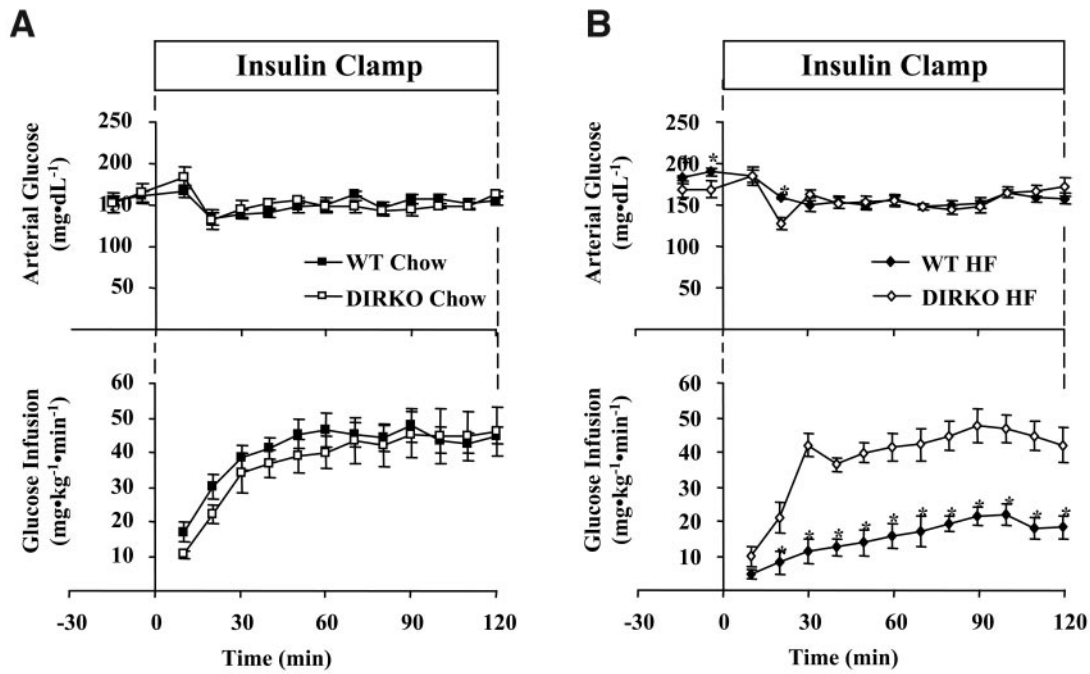 A
Insulin Clamp
Arterial Glucose
(mg•dL-1)
250
200
150
100
50
WT Chow
DIRKO Chow
Glucose Infusion
(mg•kg-1•min-1)
60
50
40
30
20
10
-30 0 30 60 90 120
Time (min)
B
Insulin Clamp
Arterial Glucose
(mg•dL-1)
250
200
150
100
50
* * *
WT HF
DIRKO HF
Glucose Infusion
(mg•kg-1•min-1)
60
50
40
30
20
10
* * * * * * * * * * *
-30 0 30 60 90 120
Time (min)